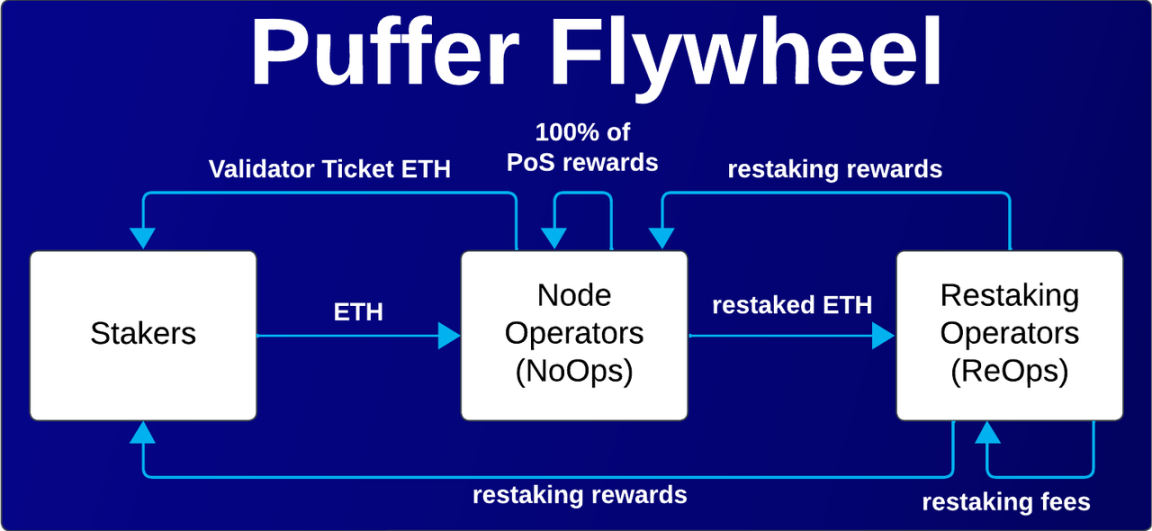 Puffer Flywheel
100% of
PoS rewards
Validator Ticket ETH
restaking rewards
Stakers
ETH
Node
Operators
(NoOps)
restaked ETH
Restaking
Operators
(ReOps)
restaking rewards
restaking fees